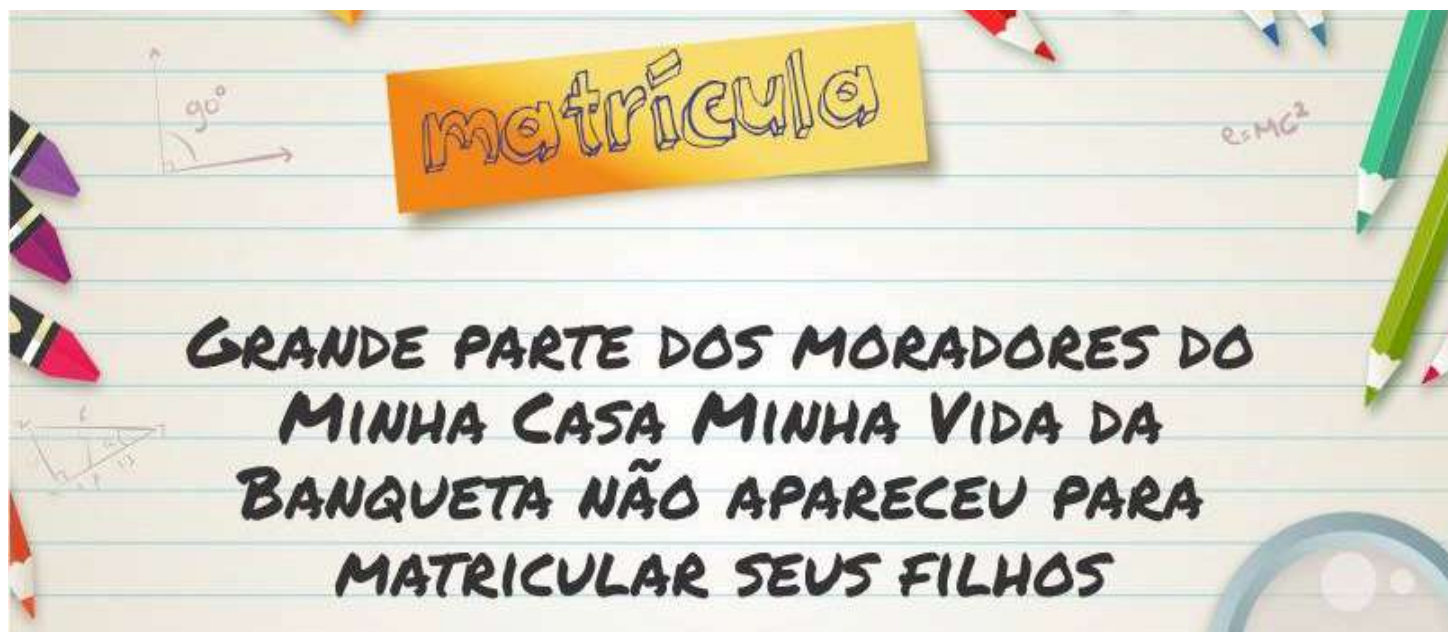 90°
matrícula
e=MC²
GRANDE PARTE DOS MORADORES DO
MINHA CASA MINHA VIDA DA
BANQUETA NÃO APARECEU PARA
MATRICULAR SEUS FILHOS